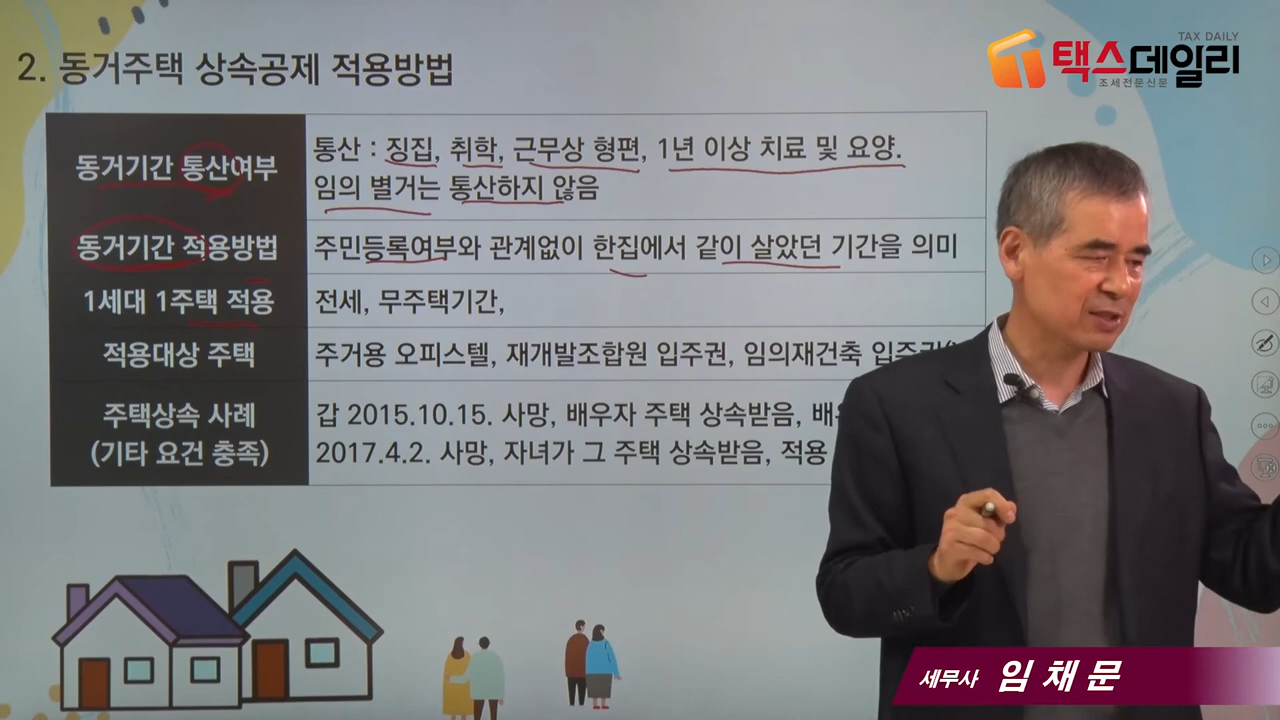 2. 동거주택 상속공제 적용방법
TAX DAILY
택스데일리
조세전문신문
동거기간 통산여부
통산 : 징집, 취학, 근무상 형편, 1년 이상 치료 및 요양.
임의 별거는 통산하지 않음
동거기간 적용방법
주민등록여부와 관계없이 한집에서 같이 살았던 기간을 의미
1세대 1주택 적용
전세, 무주택기간,
적용대상 주택
주거용 오피스텔, 재개발조합원 입주권, 임의재건축 입주권
주택상속 사례
(기타 요건 충족)
갑 2015.10.15. 사망, 배우자 주택 상속받음,
2017.4.2. 사망, 자녀가 그 주택 상속받음, 적용
세무사 임채문